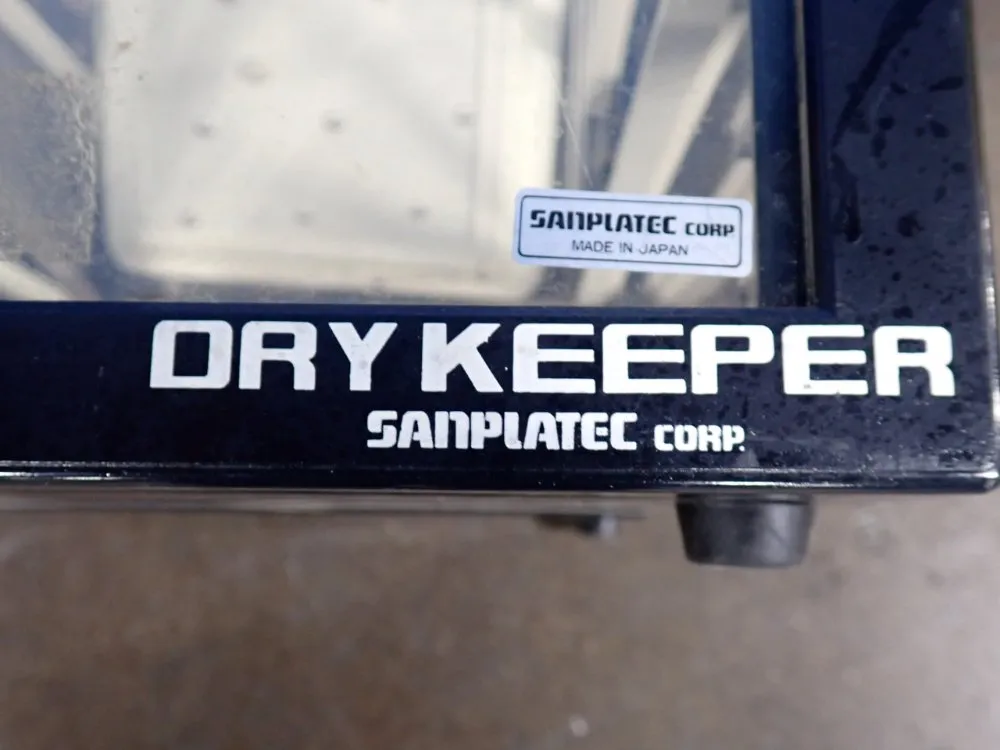 SANPLATEC CORP
MADE IN JAPAN
DRY KEEPER
SANPLATEC CORP.